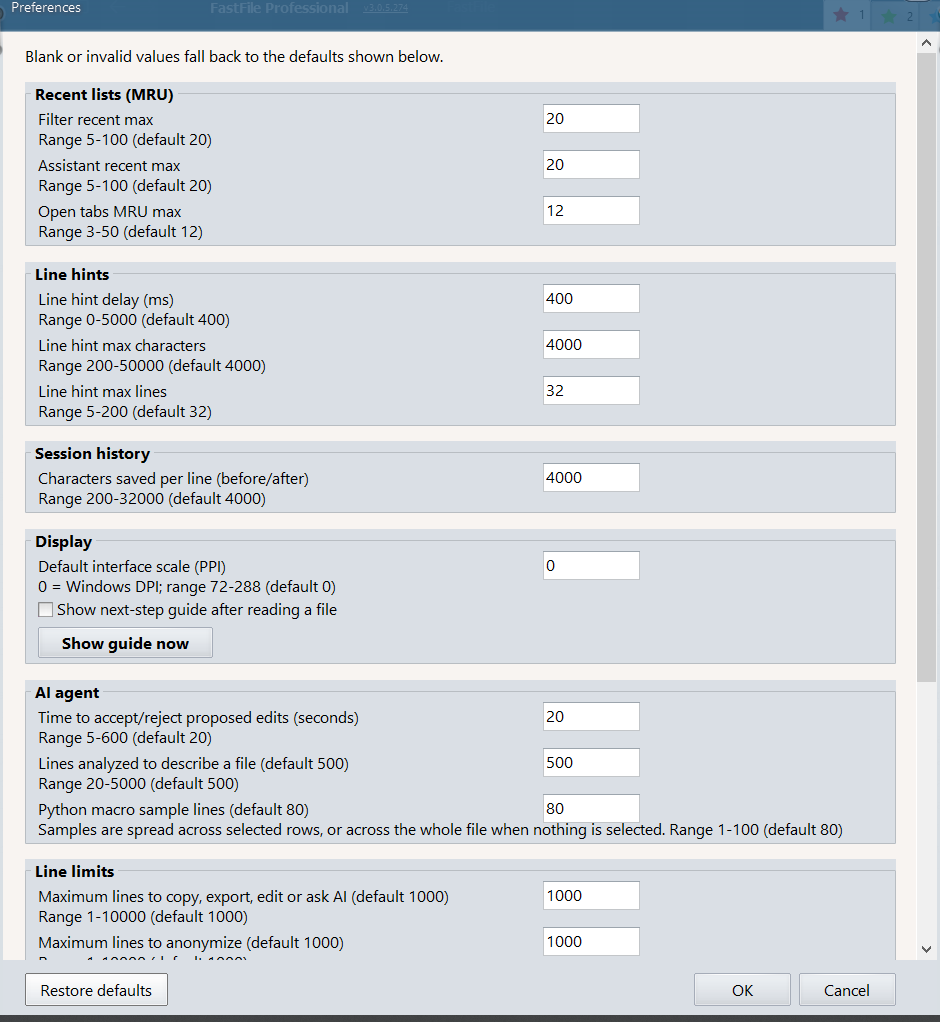 Preferences
FastFile Professional v3.0.5.274
1
2
Blank or invalid values fall back to the defaults shown below.
Recent lists (MRU)
Filter recent max
20
Range 5-100 (default 20)
Assistant recent max
20
Range 5-100 (default 20)
Open tabs MRU max
12
Range 3-50 (default 12)
Line hints
Line hint delay (ms)
400
Range 0-5000 (default 400)
Line hint max characters
4000
Range 200-50000 (default 4000)
Line hint max lines
32
Range 5-200 (default 32)
Session history
Characters saved per line (before/after)
4000
Range 200-32000 (default 4000)
Display
Default interface scale (PPI)
0
0 = Windows DPI; range 72-288 (default 0)
Show next-step guide after reading a file
Show guide now
AI agent
Time to accept/reject proposed edits (seconds)
20
Range 5-600 (default 20)
Lines analyzed to describe a file (default 500)
500
Range 20-5000 (default 500)
Python macro sample lines (default 80)
80
Samples are spread across selected rows, or across the whole file when nothing is selected. Range 1-100 (default 80)
Line limits
Maximum lines to copy, export, edit or ask AI (default 1000)
1000
Range 1-10000 (default 1000)
Maximum lines to anonymize (default 1000)
1000
Restore defaults
OK
Cancel